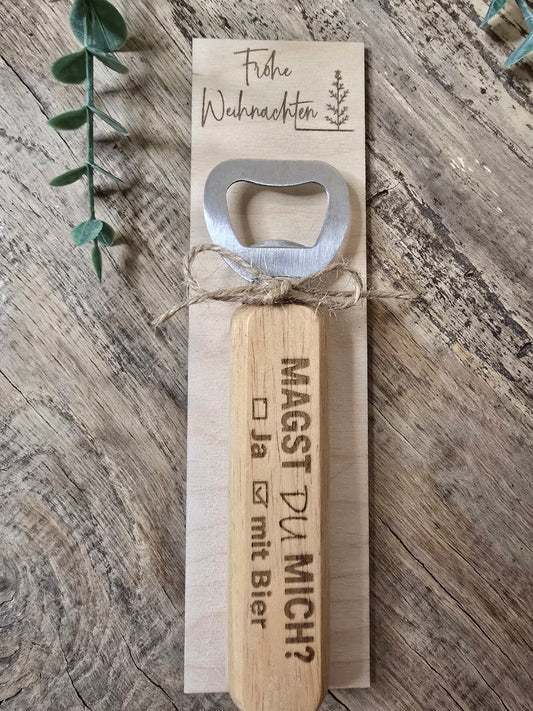 Frohe
Weihnachten
MAGST DU MICH?
☐ Ja ☑ mit Bier